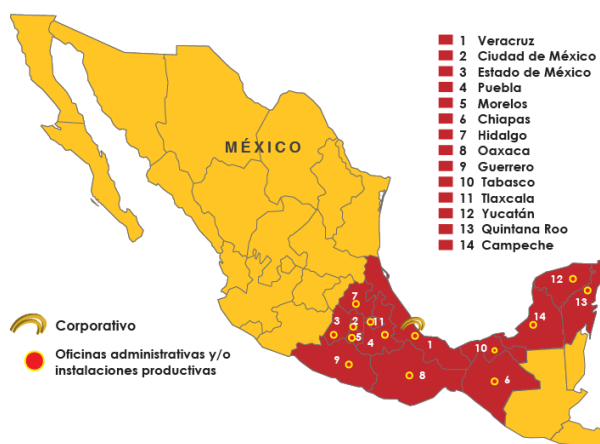 MÉXICO
1 Veracruz
2 Ciudad de México
3 Estado de México
4 Puebla
5 Morelos
6 Chiapas
7 Hidalgo
8 Oaxaca
9 Guerrero
10 Tabasco
11 Tlaxcala
12 Yucatán
13 Quintana Roo
14 Campeche
12
13
14
7
3
2
11
5
4
1
10
9
8
6
Corporativo
Oficinas administrativas y/o
instalaciones productivas